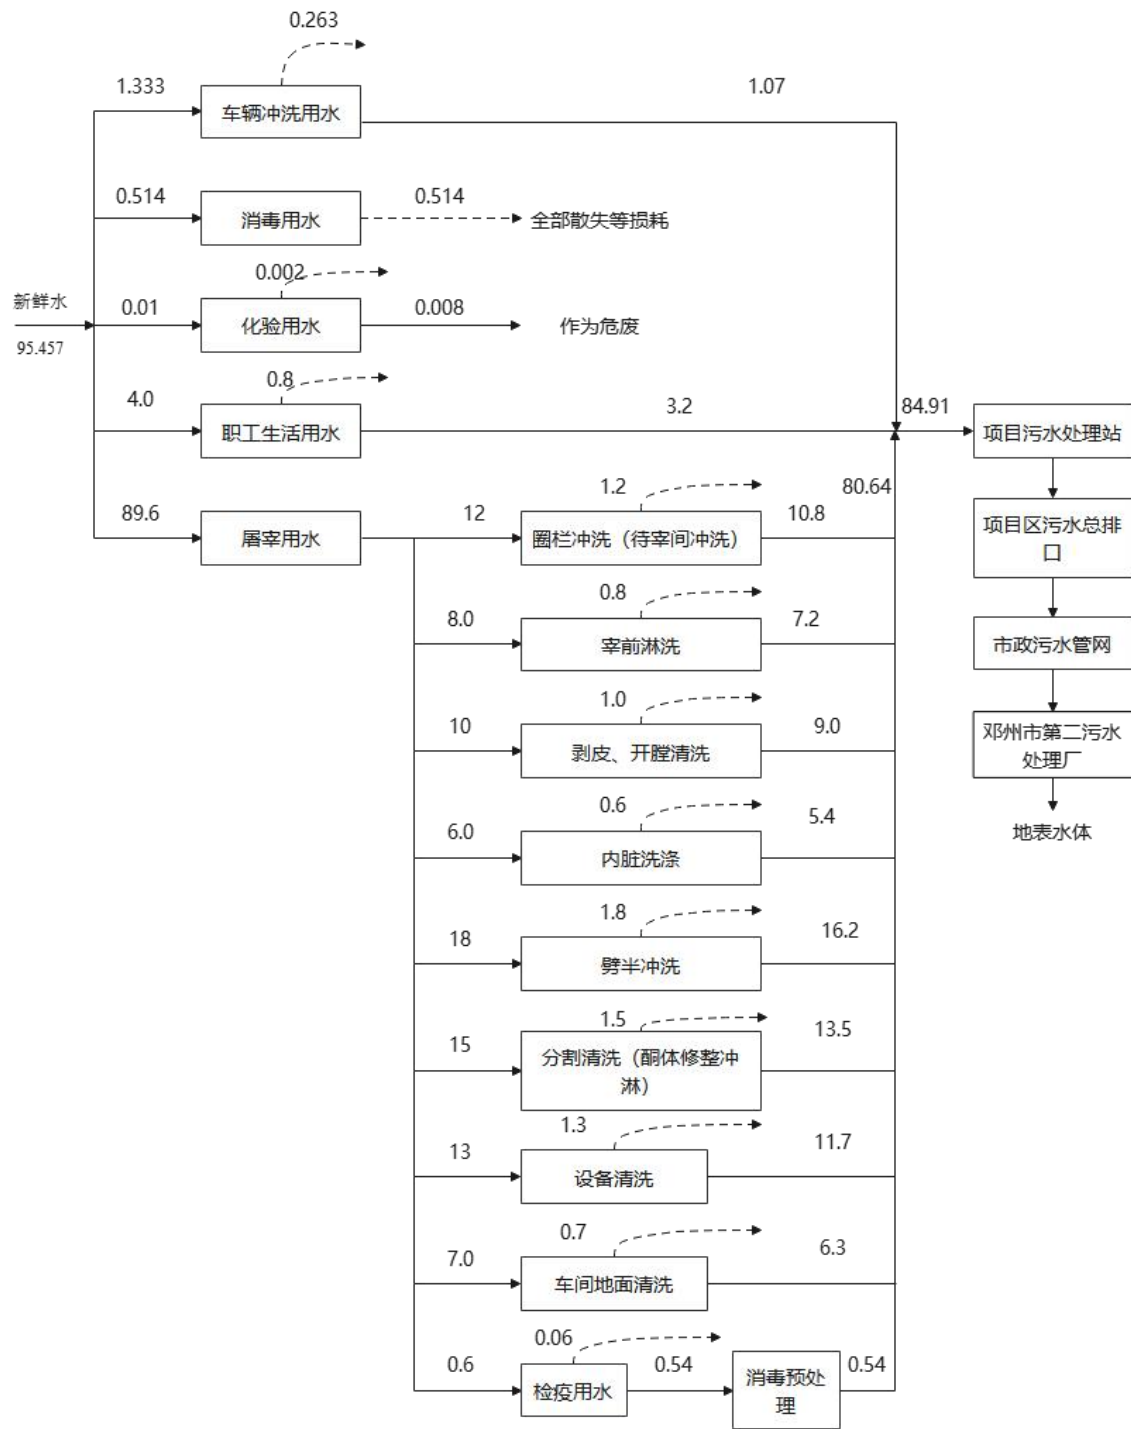 0.263
1.333
车辆冲洗用水
1.07
0.514
消毒用水
0.514
全部散失等损耗
0.002
新鲜水
95.457
0.01
化验用水
0.008
作为危废
0.8
4.0
职工生活用水
3.2
84.91
项目污水处理站
89.6
屠宰用水
1.2
80.64
12
圈栏冲洗（待宰间冲洗）
10.8
项目区污水总排
口
0.8
8.0
宰前淋洗
7.2
市政污水管网
1.0
10
剥皮、开膛清洗
9.0
邓州市第二污水
处理厂
0.6
6.0
内脏洗涤
5.4
地表水体
1.8
18
劈半冲洗
16.2
1.5
15
分割清洗（酮体修整冲
淋）
13.5
1.3
13
设备清洗
11.7
0.7
7.0
车间地面清洗
6.3
0.06
0.6
检疫用水
0.54
消毒预处
理
0.54